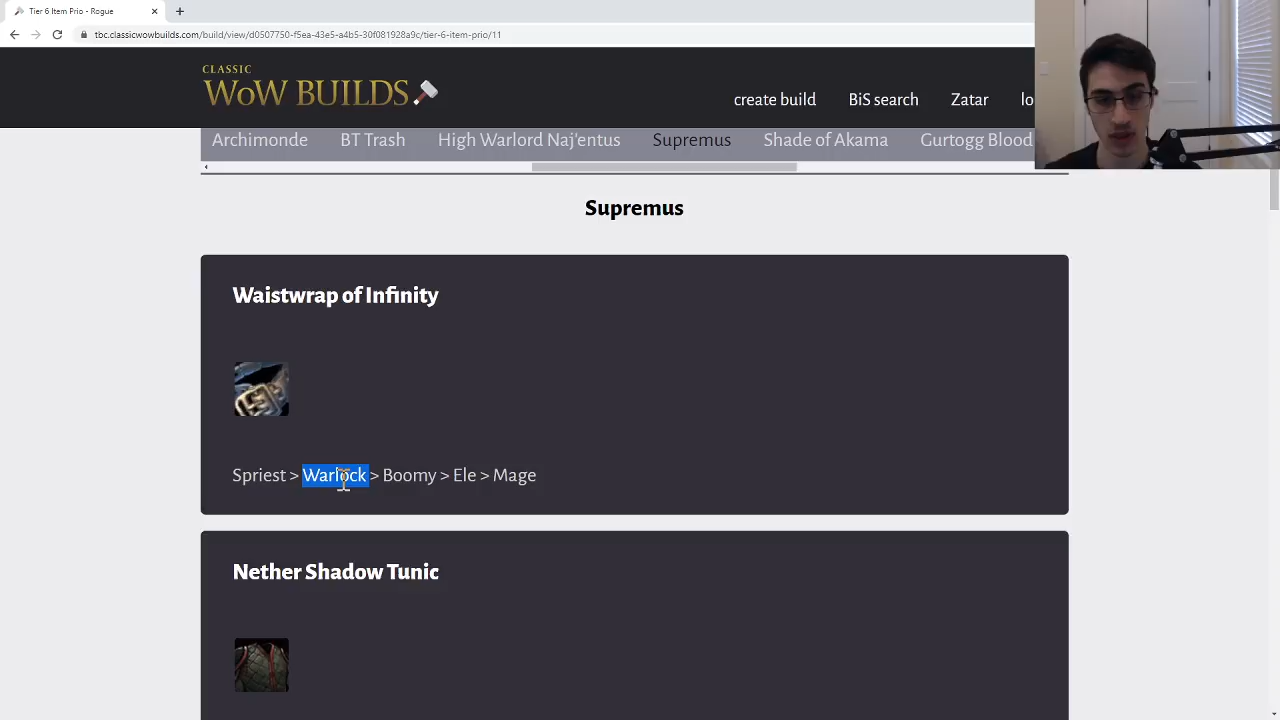 Tier 6 Item Prio - Rogue
tbc.classicwowbuilds.com/build/view/d0507750-f5ea-43e5-a4b5-30f081928a9c/tier-6-item-prio/11
CLASSIC
WoW BUILDS
create build BiS search Zatar lo
Archimonde BT Trash High Warlord Naj'entus Supremus Shade of Akama Gurtogg Blood
Supremus
Waistwrap of Infinity
Spriest > Warlock > Boomy > Ele > Mage
Nether Shadow Tunic